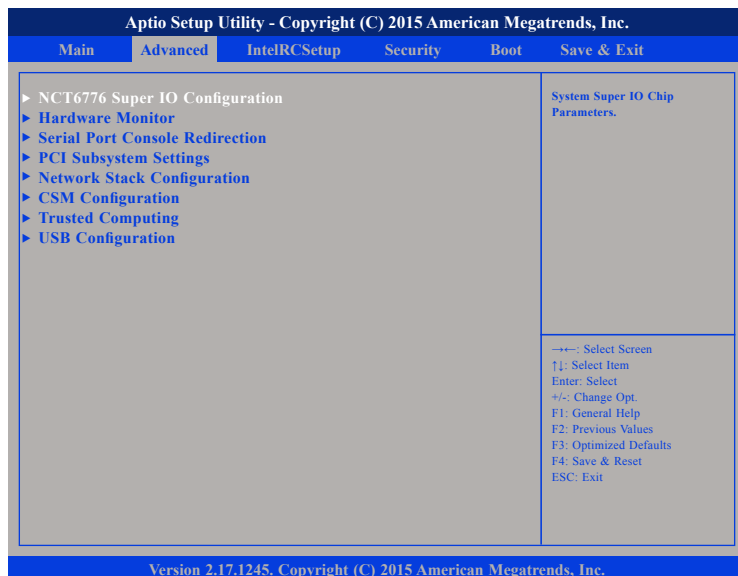 Aptio Setup Utility - Copyright (C) 2015 American Megatrends, Inc.
Main Advanced IntelRCSetup Security Boot Save & Exit
► NCT6776 Super IO Configuration
► Hardware Monitor
► Serial Port Console Redirection
► PCI Subsystem Settings
► Network Stack Configuration
► CSM Configuration
► Trusted Computing
► USB Configuration
System Super IO Chip
Parameters.
→←: Select Screen
↑↓: Select Item
Enter: Select
+/-: Change Opt.
F1: General Help
F2: Previous Values
F3: Optimized Defaults
F4: Save & Reset
ESC: Exit
Version 2.17.1245. Copyright (C) 2015 American Megatrends, Inc.